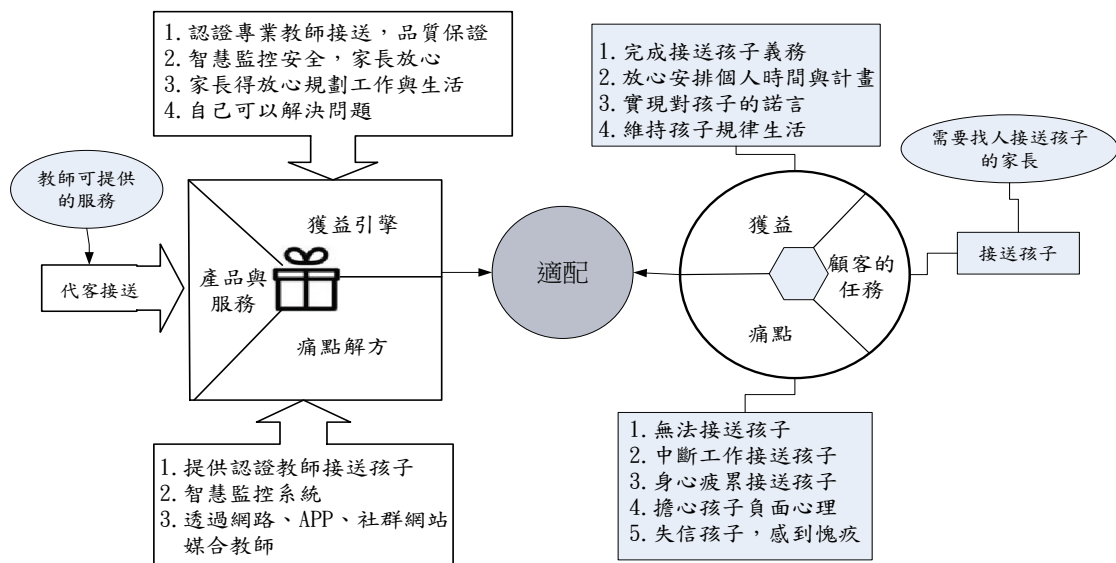 1. 認證專業教師接送，品質保證
2. 智慧監控安全，家長放心
3. 家長得放心規劃工作與生活
4. 自己可以解決問題
1. 完成接送孩子義務
2. 放心安排個人時間與計畫
3. 實現對孩子的諾言
4. 維持孩子規律生活
需要找人接送孩子
的家長
教師可提供
的服務
獲益引擎
產品與
服務
痛點解方
代客接送
適配
獲益
顧客的
任務
痛點
接送孩子
1. 提供認證教師接送孩子
2. 智慧監控系統
3. 透過網路、APP、社群網站
媒合教師
1. 無法接送孩子
2. 中斷工作接送孩子
3. 身心疲累接送孩子
4. 擔心孩子負面心理
5. 失信孩子，感到愧疚